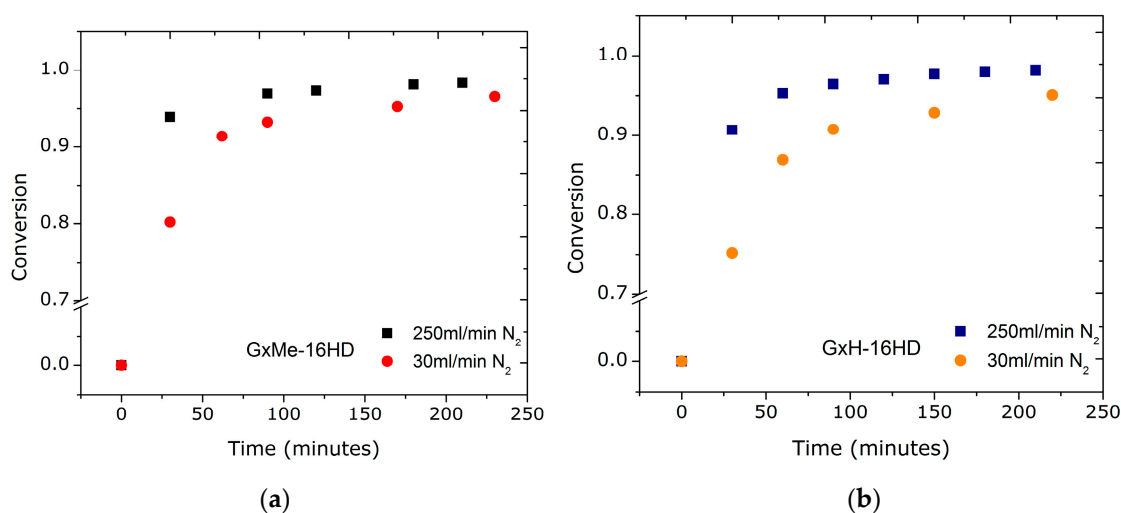 1.0
0.9
0.8
0.7
0.0
Conversion
GxMe-16HD
250ml/min N₂
30ml/min N₂
0 50 100 150 200 250
Time (minutes)
(a)
1.0
0.9
0.8
0.7
0.0
Conversion
GxH-16HD
250ml/min N₂
30ml/min N₂
0 50 100 150 200 250
Time (minutes)
(b)